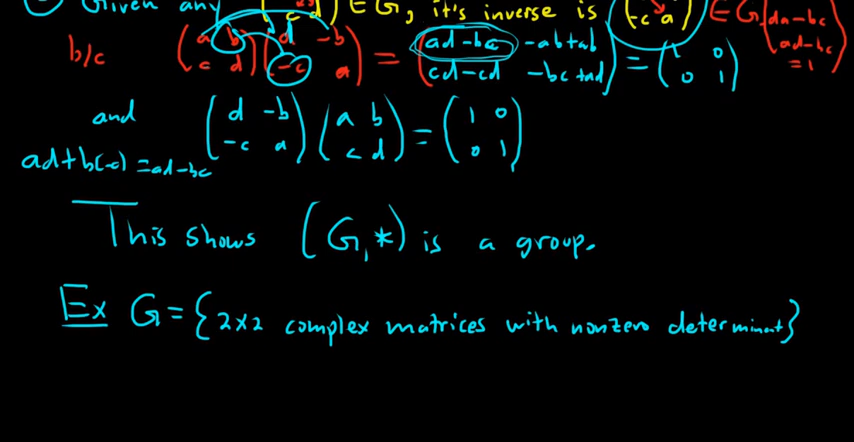 ② Given any (c d) ∈ G, it's inverse is (-c a) ∈ G (da-bc
b/c (a b)(d -b) = (ad-bc -ab+ab) = (1 0) ad-bc
(c d)(-c a) (cd-cd -bc+ad) (0 1) =1)
and (d -b)(a b) = (1 0)
(-c a)(c d) (0 1)
ad+b(-c)=ad-bc
This shows (G,*) is a group.
Ex G={2x2 complex matrices with nonzero determinat}